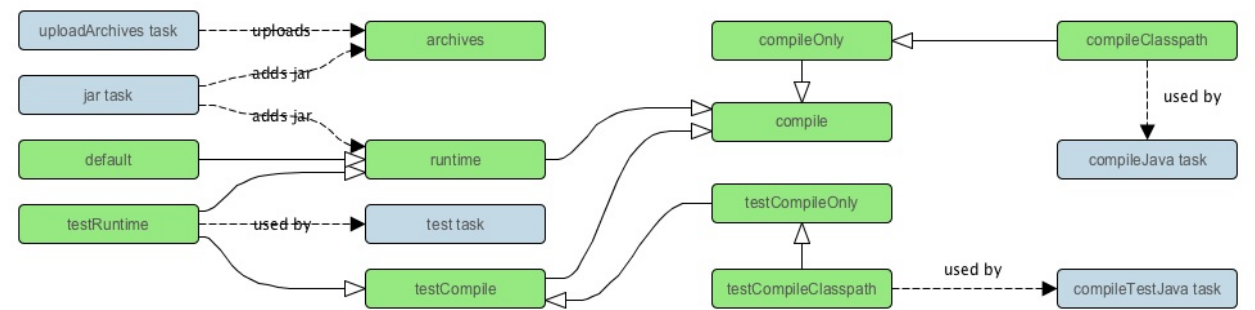 uploadArchives task
uploads
archives
compileOnly
compileClasspath
adds jar
jar task
used by
adds jar
compile
default
runtime
compileJava task
testCompileOnly
testRuntime
used by
test task
used by
testCompile
testCompileClasspath
compileTestJava task